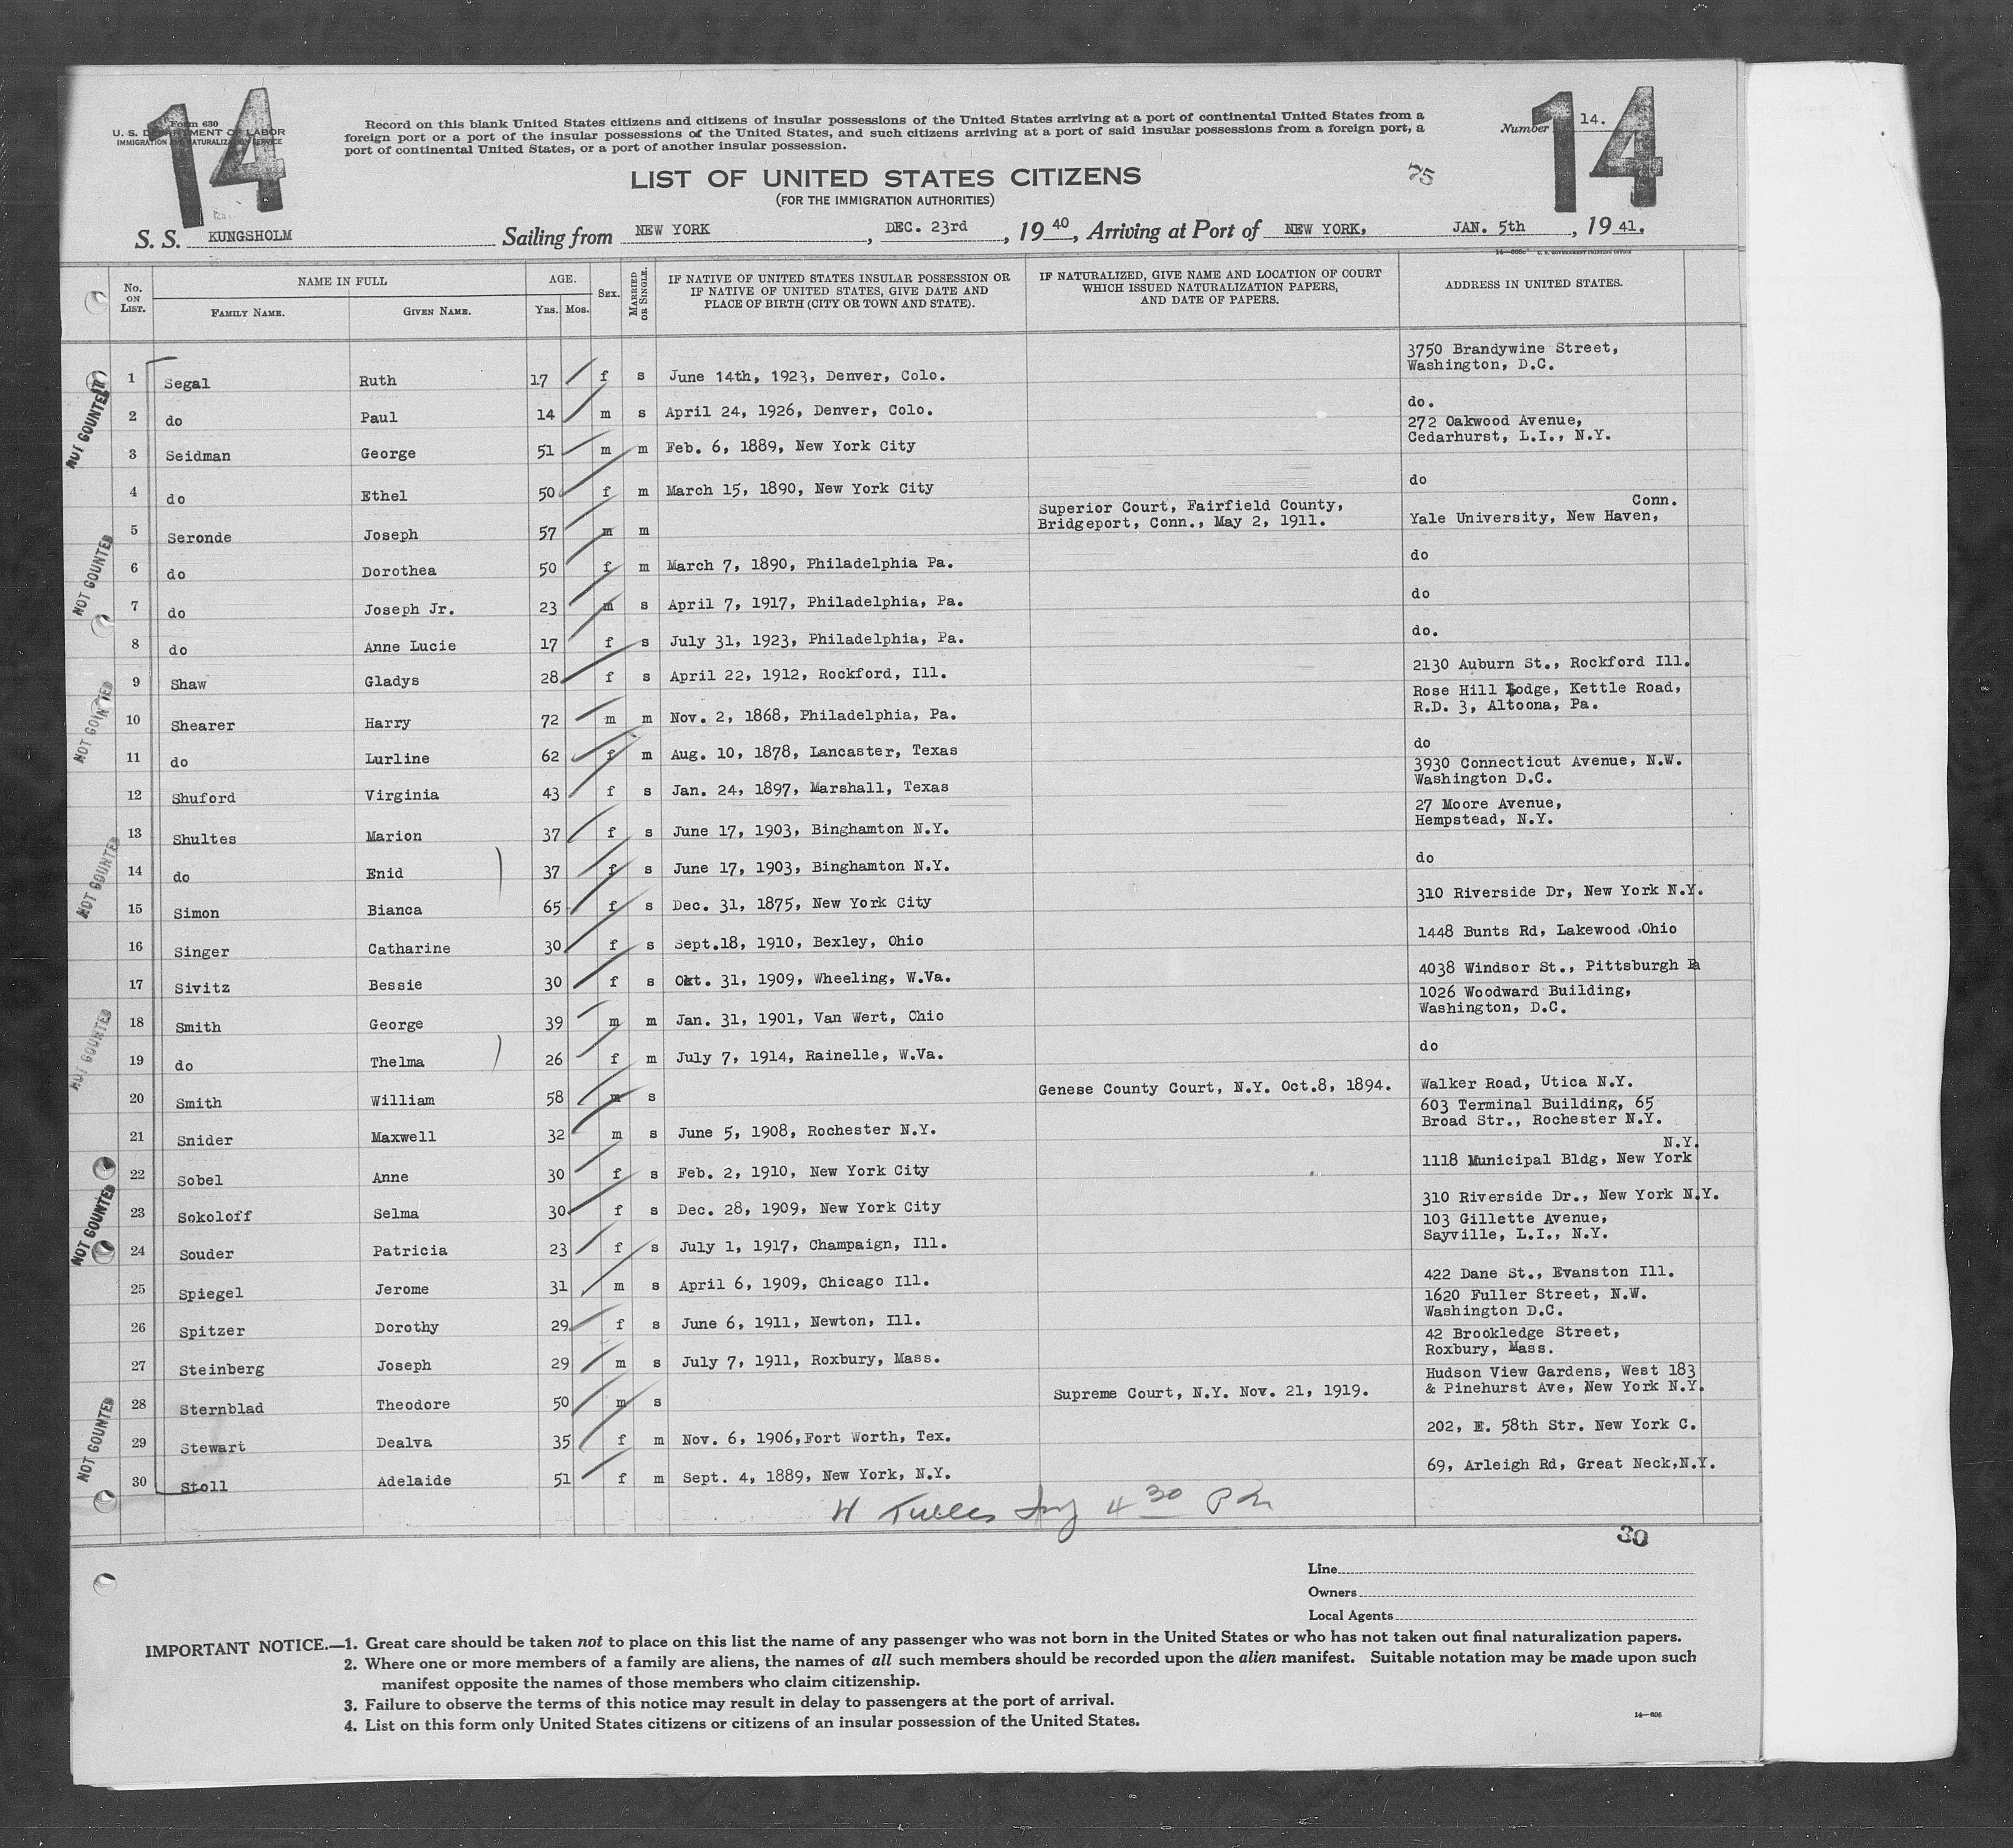 14
Form 630
U. S. DEPARTMENT OF LABOR
IMMIGRATION AND NATURALIZATION SERVICE
Record on this blank United States citizens and citizens of insular possessions of the United States arriving at a port of continental United States from a
foreign port or a port of the insular possessions of the United States, and such citizens arriving at a port of said insular possessions from a foreign port, a
port of continental United States, or a port of another insular possession.
Number 14.
14
LIST OF UNITED STATES CITIZENS
75
(FOR THE IMMIGRATION AUTHORITIES)
S. S. KUNGSHOLM Sailing from NEW YORK, DEC. 23rd, 1940, Arriving at Port of NEW YORK, JAN. 5th, 1941.
No. ON LIST. NAME IN FULL FAMILY NAME. GIVEN NAME. AGE. YRS. MOS. SEX. MARRIED OR SINGLE. IF NATIVE OF UNITED STATES INSULAR POSSESSION OR IF NATIVE OF UNITED STATES, GIVE DATE AND PLACE OF BIRTH (CITY OR TOWN AND STATE). IF NATURALIZED, GIVE NAME AND LOCATION OF COURT WHICH ISSUED NATURALIZATION PAPERS, AND DATE OF PAPERS. ADDRESS IN UNITED STATES.
1 Segal Ruth 17 f s June 14th, 1923, Denver, Colo. 3750 Brandywine Street, Washington, D.C.
2 do Paul 14 m s April 24, 1926, Denver, Colo. do.
3 Seidman George 51 m m Feb. 6, 1889, New York City 272 Oakwood Avenue, Cedarhurst, L.I., N.Y.
4 do Ethel 50 f m March 15, 1890, New York City do
5 Seronde Joseph 57 m m Superior Court, Fairfield County, Bridgeport, Conn., May 2, 1911. Yale University, New Haven, Conn.
6 do Dorothea 50 f m March 7, 1890, Philadelphia Pa. do
7 do Joseph Jr. 23 m s April 7, 1917, Philadelphia, Pa. do
8 do Anne Lucie 17 f s July 31, 1923, Philadelphia, Pa. do.
9 Shaw Gladys 28 f s April 22, 1912, Rockford, Ill. 2130 Auburn St., Rockford Ill.
10 Shearer Harry 72 m m Nov. 2, 1868, Philadelphia, Pa. Rose Hill Lodge, Kettle Road, R.D. 3, Altoona, Pa.
11 do Lurline 62 f m Aug. 10, 1878, Lancaster, Texas do
12 Shuford Virginia 43 f s Jan. 24, 1897, Marshall, Texas 3930 Connecticut Avenue, N.W. Washington D.C.
13 Shultes Marion 37 f s June 17, 1903, Binghamton N.Y. 27 Moore Avenue, Hempstead, N.Y.
14 do Enid 37 f s June 17, 1903, Binghamton N.Y. do
15 Simon Bianca 65 f s Dec. 31, 1875, New York City 310 Riverside Dr, New York N.Y.
16 Singer Catharine 30 f s Sept.18, 1910, Bexley, Ohio 1448 Bunts Rd, Lakewood Ohio
17 Sivitz Bessie 30 f s Okt. 31, 1909, Wheeling, W.Va. 4038 Windsor St., Pittsburgh Pa
18 Smith George 39 m m Jan. 31, 1901, Van Wert, Ohio 1026 Woodward Building, Washington, D.C.
19 do Thelma 26 f m July 7, 1914, Rainelle, W.Va. do
20 Smith William 58 m s Genese County Court, N.Y. Oct.8, 1894. Walker Road, Utica N.Y.
21 Snider Maxwell 32 m s June 5, 1908, Rochester N.Y. 603 Terminal Building, 65 Broad Str., Rochester N.Y.
22 Sobel Anne 30 f s Feb. 2, 1910, New York City 1118 Municipal Bldg, New York N.Y.
23 Sokoloff Selma 30 f s Dec. 28, 1909, New York City 310 Riverside Dr., New York N.Y.
24 Souder Patricia 23 f s July 1, 1917, Champaign, Ill. 103 Gillette Avenue, Sayville, L.I., N.Y.
25 Spiegel Jerome 31 m s April 6, 1909, Chicago Ill. 422 Dane St., Evanston Ill.
26 Spitzer Dorothy 29 f s June 6, 1911, Newton, Ill. 1620 Fuller Street, N.W. Washington D.C.
27 Steinberg Joseph 29 m s July 7, 1911, Roxbury, Mass. 42 Brookledge Street, Roxbury, Mass.
28 Sternblad Theodore 50 m s Supreme Court, N.Y. Nov. 21, 1919. Hudson View Gardens, West 183 & Pinehurst Ave, New York N.Y.
29 Stewart Dealva 35 f m Nov. 6, 1906,Fort Worth, Tex. 202, E. 58th Str. New York C.
30 Stoll Adelaide 51 f m Sept. 4, 1889, New York, N.Y. 69, Arleigh Rd, Great Neck,N.Y.
NOT COUNTED
NOT COUNTED
NOT COUNTED
NOT COUNTED
NOT COUNTED
NOT COUNTED
NOT COUNTED
4 30
30
Line
Owners
Local Agents
IMPORTANT NOTICE.—1. Great care should be taken not to place on this list the name of any passenger who was not born in the United States or who has not taken out final naturalization papers.
2. Where one or more members of a family are aliens, the names of all such members should be recorded upon the alien manifest. Suitable notation may be made upon such
manifest opposite the names of those members who claim citizenship.
3. Failure to observe the terms of this notice may result in delay to passengers at the port of arrival.
4. List on this form only United States citizens or citizens of an insular possession of the United States.